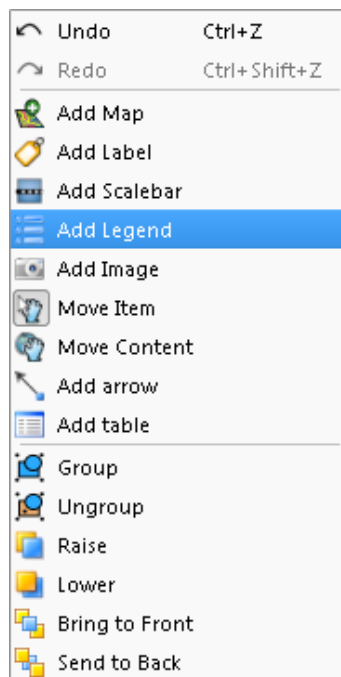 Undo Ctrl+Z
Redo Ctrl+Shift+Z
Add Map
Add Label
Add Scalebar
Add Legend
Add Image
Move Item
Move Content
Add arrow
Add table
Group
Ungroup
Raise
Lower
Bring to Front
Send to Back